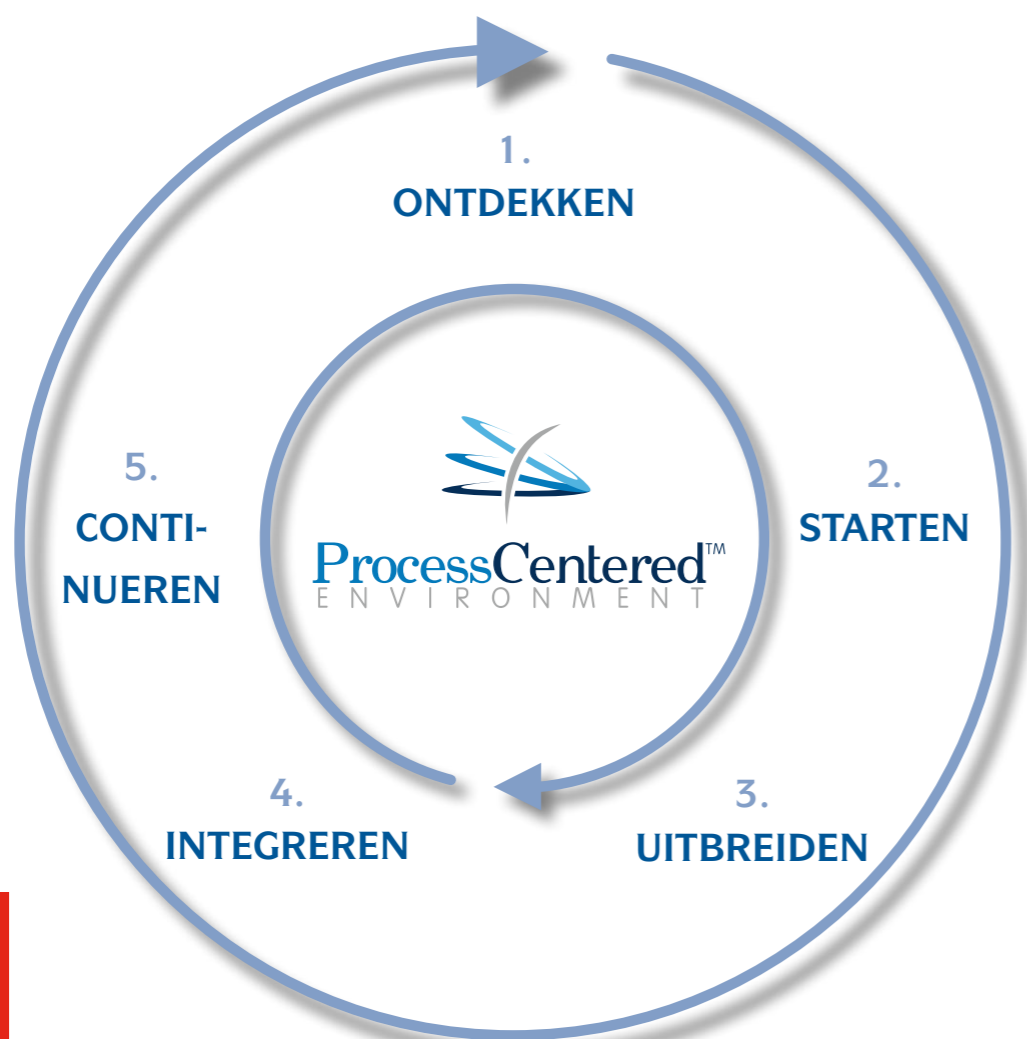 1.
ONTDEKKEN
2.
STARTEN
3.
UITBREIDEN
4.
INTEGREREN
5.
CONTI-
NUEREN
ProcessCentered™
ENVIRONMENT